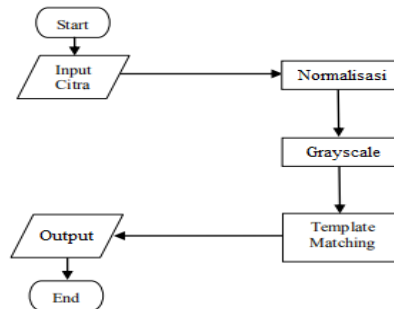 Start
Input
Citra
Normalisasi
Grayscale
Template
Matching
Output
End